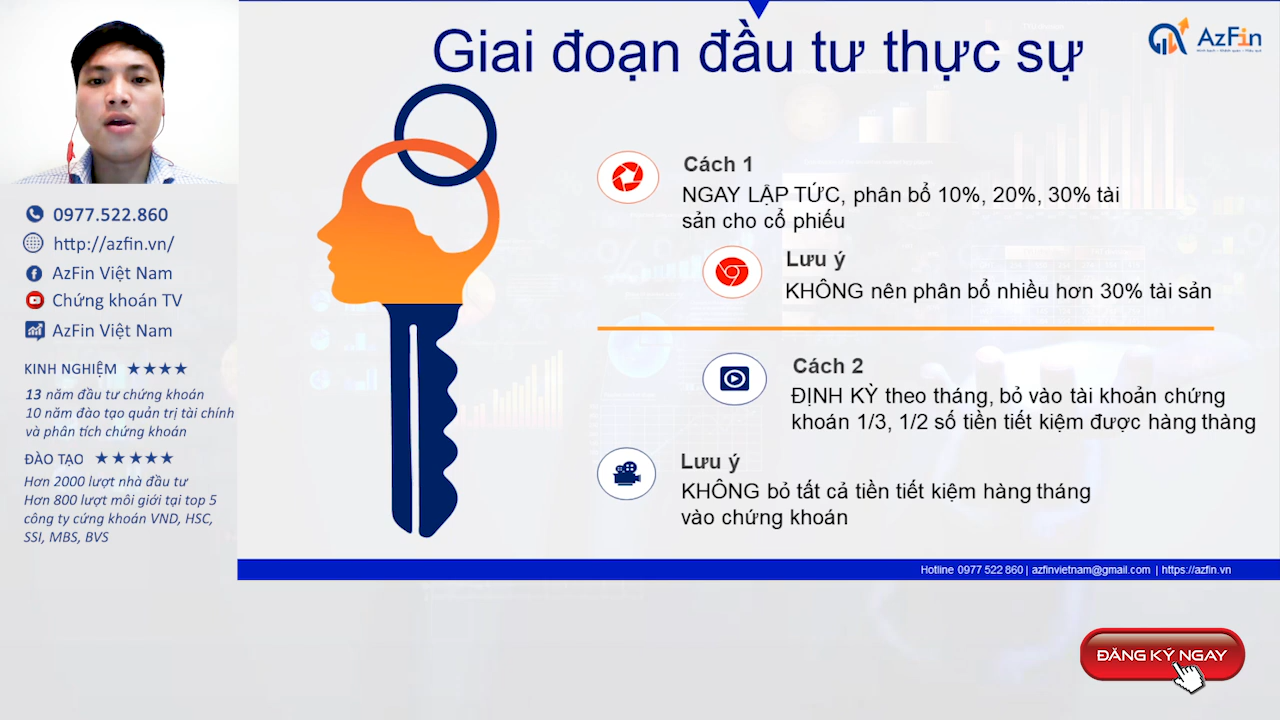 Giai đoạn đầu tư thực sự
AzFin
0977.522.860
http://azfin.vn/
AzFin Việt Nam
Chứng khoán TV
AzFin Việt Nam
KINH NGHIỆM ★★★★
13 năm đầu tư chứng khoán
10 năm đào tạo quản trị tài chính
và phân tích chứng khoán
ĐÀO TẠO ★★★★★
Hơn 2000 lượt nhà đầu tư
Hơn 800 lượt môi giới tại top 5
công ty cứng khoán VND, HSC,
SSI, MBS, BVS
Cách 1
NGAY LẬP TỨC, phân bổ 10%, 20%, 30% tài
sản cho cổ phiếu
Lưu ý
KHÔNG nên phân bổ nhiều hơn 30% tài sản
Cách 2
ĐỊNH KỲ theo tháng, bỏ vào tài khoản chứng
khoán 1/3, 1/2 số tiền tiết kiệm được hàng thàng
Lưu ý
KHÔNG bỏ tất cả tiền tiết kiệm hàng tháng
vào chứng khoán
Hotline 0977 522 860 | azfinvietnam@gmail.com | https://azfin.vn
ĐĂNG KÝ NGAY